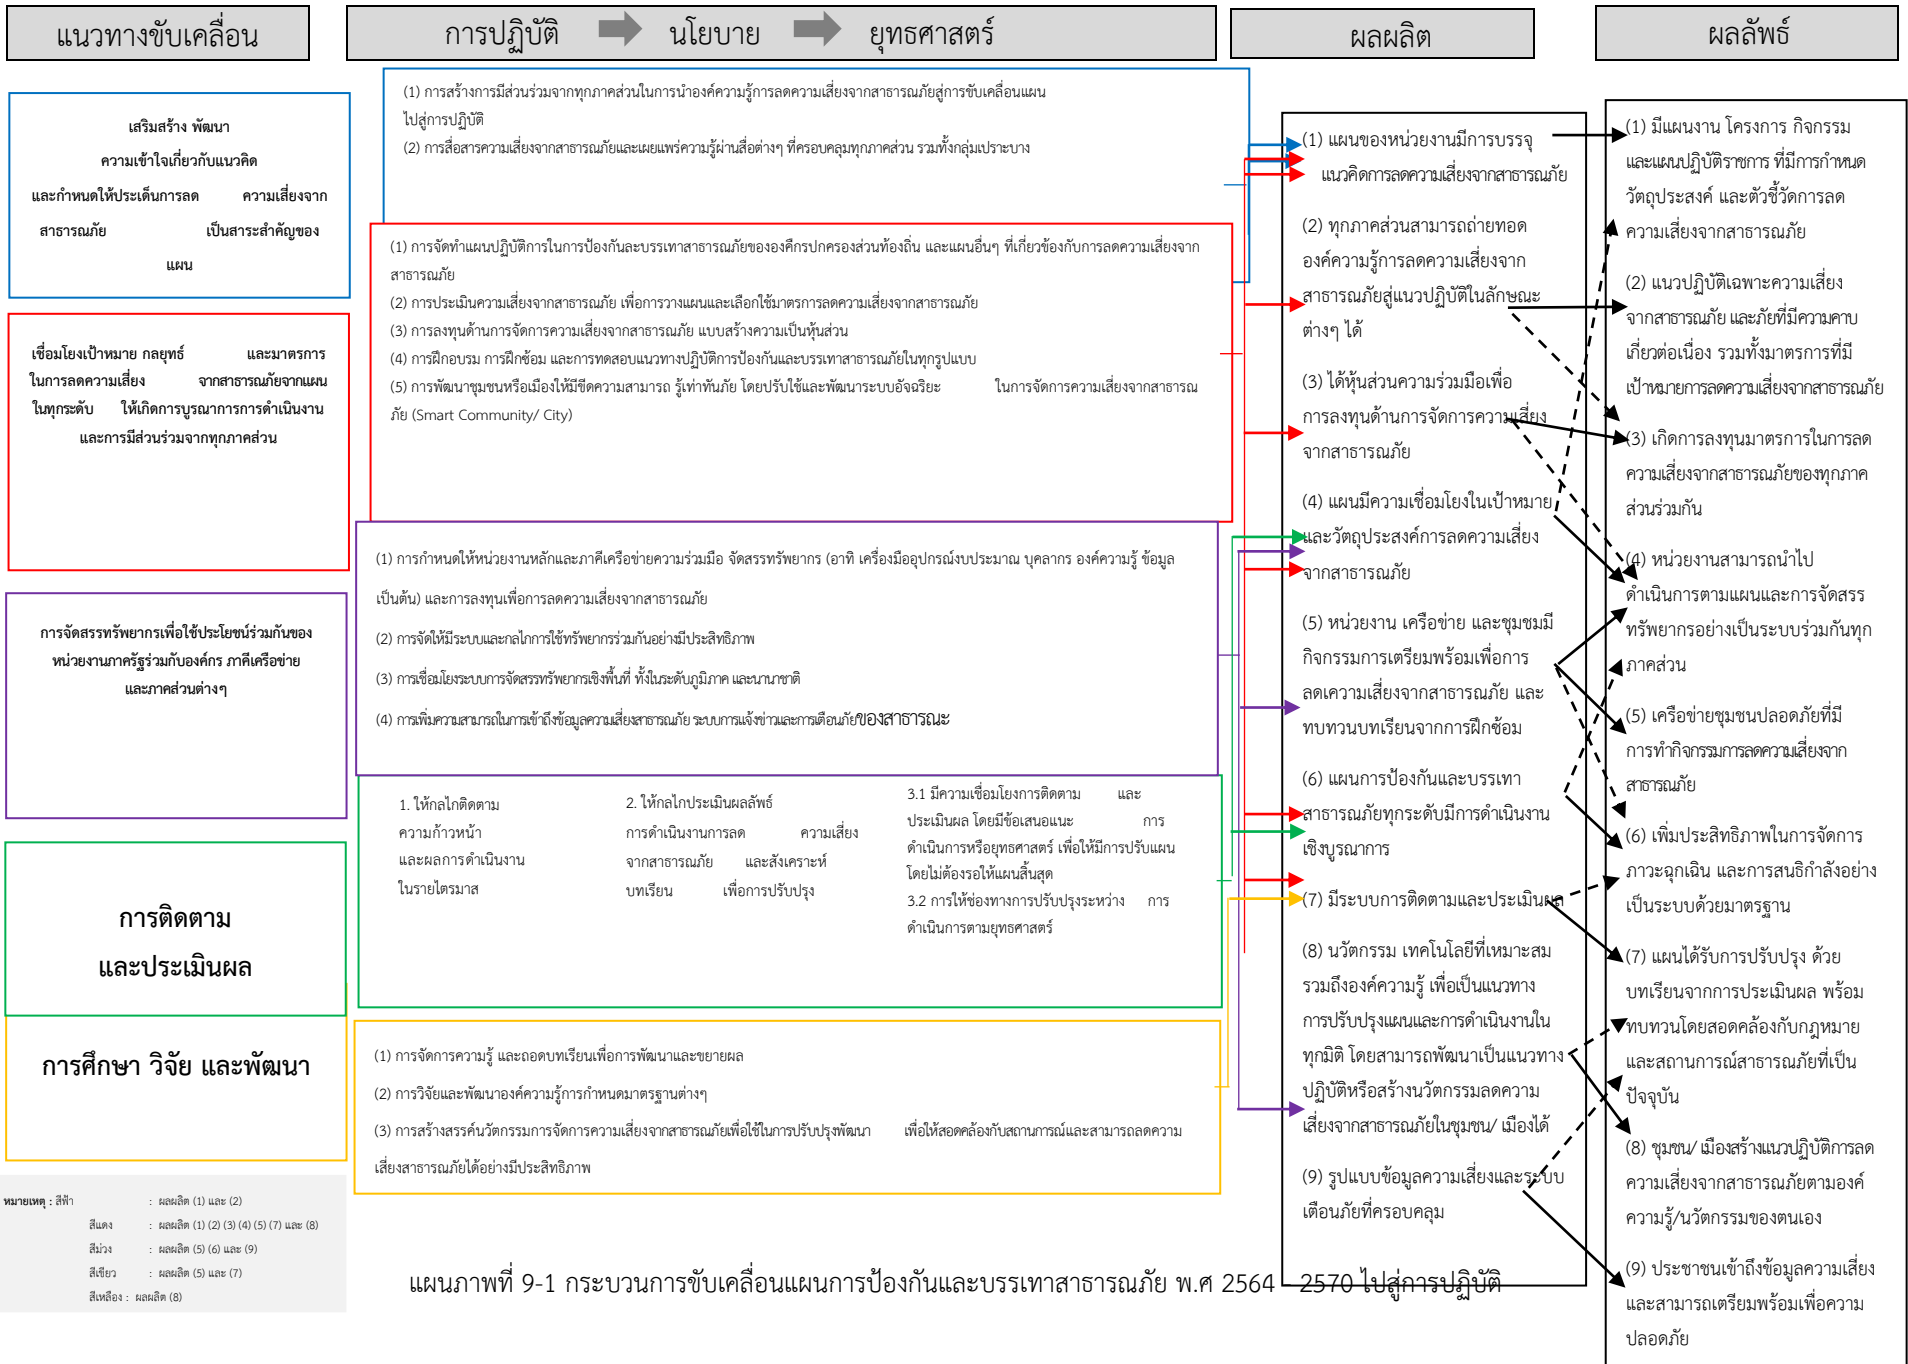 แนวทางขับเคลื่อน
การปฏิบัติ นโยบาย ยุทธศาสตร์
ผลผลิต
ผลลัพธ์
เสริมสร้าง พัฒนา
ความเข้าใจเกี่ยวกับแนวคิด
และกำหนดให้ประเด็นการลด ความเสี่ยงจาก
สาธารณภัย เป็นสาระสำคัญของ
แผน
เชื่อมโยงเป้าหมาย กลยุทธ์ และมาตรการ
ในการลดความเสี่ยง จากสาธารณภัยจากแผน
ในทุกระดับ ให้เกิดการบูรณาการการดำเนินงาน
และการมีส่วนร่วมจากทุกภาคส่วน
การจัดสรรทรัพยากรเพื่อใช้ประโยชน์ร่วมกันของ
หน่วยงานภาครัฐร่วมกับองค์กร ภาคีเครือข่าย
และภาคส่วนต่างๆ
การติดตาม
และประเมินผล
การศึกษา วิจัย และพัฒนา
หมายเหตุ : สีฟ้า : ผลผลิต (1) และ (2)
สีแดง : ผลผลิต (1) (2) (3) (4) (5) (7) และ (8)
สีม่วง : ผลผลิต (5) (6) และ (9)
สีเขียว : ผลผลิต (5) และ (7)
สีเหลือง : ผลผลิต (8)
(1) การสร้างการมีส่วนร่วมจากทุกภาคส่วนในการนำองค์ความรู้การลดความเสี่ยงจากสาธารณภัยสู่การขับเคลื่อนแผน
ไปสู่การปฏิบัติ
(2) การสื่อสารความเสี่ยงจากสาธารณภัยและเผยแพร่ความรู้ผ่านสื่อต่างๆ ที่ครอบคลุมทุกภาคส่วน รวมทั้งกลุ่มเปราะบาง
(1) การจัดทำแผนปฏิบัติการในการป้องกันละบรรเทาสาธารณภัยขององค์กรปกครองส่วนท้องถิ่น และแผนอื่นๆ ที่เกี่ยวข้องกับการลดความเสี่ยงจาก
สาธารณภัย
(2) การประเมินความเสี่ยงจากสาธารณภัย เพื่อการวางแผนและเลือกใช้มาตรการลดความเสี่ยงจากสาธารณภัย
(3) การลงทุนด้านการจัดการความเสี่ยงจากสาธารณภัย แบบสร้างความเป็นหุ้นส่วน
(4) การฝึกอบรม การฝึกซ้อม และการทดสอบแนวทางปฏิบัติการป้องกันและบรรเทาสาธารณภัยในทุกรูปแบบ
(5) การพัฒนาชุมชนหรือเมืองให้มีขีดความสามารถ รู้เท่าทันภัย โดยปรับใช้และพัฒนาระบบอัจฉริยะ ในการจัดการความเสี่ยงจากสาธารณ
ภัย (Smart Community/ City)
(1) การกำหนดให้หน่วยงานหลักและภาคีเครือข่ายความร่วมมือ จัดสรรทรัพยากร (อาทิ เครื่องมืออุปกรณ์งบประมาณ บุคลากร องค์ความรู้ ข้อมูล
เป็นต้น) และการลงทุนเพื่อการลดความเสี่ยงจากสาธารณภัย
(2) การจัดให้มีระบบและกลไกการใช้ทรัพยากรร่วมกันอย่างมีประสิทธิภาพ
(3) การเชื่อมโยงระบบการจัดสรรทรัพยากรเชิงพื้นที่ ทั้งในระดับภูมิภาค และนานาชาติ
(4) การเพิ่มความสามารถในการเข้าถึงข้อมูลความเสี่ยงสาธารณภัย ระบบการแจ้งข่าวและการเตือนภัยของสาธารณะ
1. ให้กลไกติดตาม
ความก้าวหน้า
และผลการดำเนินงาน
ในรายไตรมาส
2. ให้กลไกประเมินผลลัพธ์
การดำเนินงานการลด ความเสี่ยง
จากสาธารณภัย และสังเคราะห์
บทเรียน เพื่อการปรับปรุง
3.1 มีความเชื่อมโยงการติดตาม และ
ประเมินผล โดยมีข้อเสนอแนะ การ
ดำเนินการหรือยุทธศาสตร์ เพื่อให้มีการปรับแผน
โดยไม่ต้องรอให้แผนสิ้นสุด
3.2 การให้ช่องทางการปรับปรุงระหว่าง การ
ดำเนินการตามยุทธศาสตร์
(1) การจัดการความรู้ และถอดบทเรียนเพื่อการพัฒนาและขยายผล
(2) การวิจัยและพัฒนาองค์ความรู้การกำหนดมาตรฐานต่างๆ
(3) การสร้างสรรค์นวัตกรรมการจัดการความเสี่ยงจากสาธารณภัยเพื่อใช้ในการปรับปรุงพัฒนา เพื่อให้สอดคล้องกับสถานการณ์และสามารถลดความ
เสี่ยงสาธารณภัยได้อย่างมีประสิทธิภาพ
(1) แผนของหน่วยงานมีการบรรจุ
แนวคิดการลดความเสี่ยงจากสาธารณภัย
(2) ทุกภาคส่วนสามารถถ่ายทอด
องค์ความรู้การลดความเสี่ยงจาก
สาธารณภัยสู่แนวปฏิบัติในลักษณะ
ต่างๆ ได้
(3) ได้หุ้นส่วนความร่วมมือเพื่อ
การลงทุนด้านการจัดการความเสี่ยง
จากสาธารณภัย
(4) แผนมีความเชื่อมโยงในเป้าหมาย
และวัตถุประสงค์การลดความเสี่ยง
จากสาธารณภัย
(5) หน่วยงาน เครือข่าย และชุมชมมี
กิจกรรมการเตรียมพร้อมเพื่อการ
ลดเความเสี่ยงจากสาธารณภัย และ
ทบทวนบทเรียนจากการฝึกซ้อม
(6) แผนการป้องกันและบรรเทา
สาธารณภัยทุกระดับมีการดำเนินงาน
เชิงบูรณาการ
(7) มีระบบการติดตามและประเมินผล
(8) นวัตกรรม เทคโนโลยีที่เหมาะสม
รวมถึงองค์ความรู้ เพื่อเป็นแนวทาง
การปรับปรุงแผนและการดำเนินงานใน
ทุกมิติ โดยสามารถพัฒนาเป็นแนวทาง
ปฏิบัติหรือสร้างนวัตกรรมลดความ
เสี่ยงจากสาธารณภัยในชุมชน/ เมืองได้
(9) รูปแบบข้อมูลความเสี่ยงและระบบ
เตือนภัยที่ครอบคลุม
(1) มีแผนงาน โครงการ กิจกรรม
และแผนปฏิบัติราชการ ที่มีการกำหนด
วัตถุประสงค์ และตัวชี้วัดการลด
ความเสี่ยงจากสาธารณภัย
(2) แนวปฏิบัติเฉพาะความเสี่ยง
จากสาธารณภัย และภัยที่มีความคาบ
เกี่ยวต่อเนื่อง รวมทั้งมาตรการที่มี
เป้าหมายการลดความเสี่ยงจากสาธารณภัย
(3) เกิดการลงทุนมาตรการในการลด
ความเสี่ยงจากสาธารณภัยของทุกภาค
ส่วนร่วมกัน
(4) หน่วยงานสามารถนำไป
ดำเนินการตามแผนและการจัดสรร
ทรัพยากรอย่างเป็นระบบร่วมกันทุก
ภาคส่วน
(5) เครือข่ายชุมชนปลอดภัยที่มี
การทำกิจกรรมการลดความเสี่ยงจาก
สาธารณภัย
(6) เพิ่มประสิทธิภาพในการจัดการ
ภาวะฉุกเฉิน และการสนธิกำลังอย่าง
เป็นระบบด้วยมาตรฐาน
(7) แผนได้รับการปรับปรุง ด้วย
บทเรียนจากการประเมินผล พร้อม
ทบทวนโดยสอดคล้องกับกฎหมาย
และสถานการณ์สาธารณภัยที่เป็น
ปัจจุบัน
(8) ชุมชน/ เมืองสร้างแนวปฏิบัติการลด
ความเสี่ยงจากสาธารณภัยตามองค์
ความรู้/นวัตกรรมของตนเอง
(9) ประชาชนเข้าถึงข้อมูลความเสี่ยง
และสามารถเตรียมพร้อมเพื่อความ
ปลอดภัย
แผนภาพที่ 9-1 กระบวนการขับเคลื่อนแผนการป้องกันและบรรเทาสาธารณภัย พ.ศ 2564 - 2570 ไปสู่การปฏิบัติ